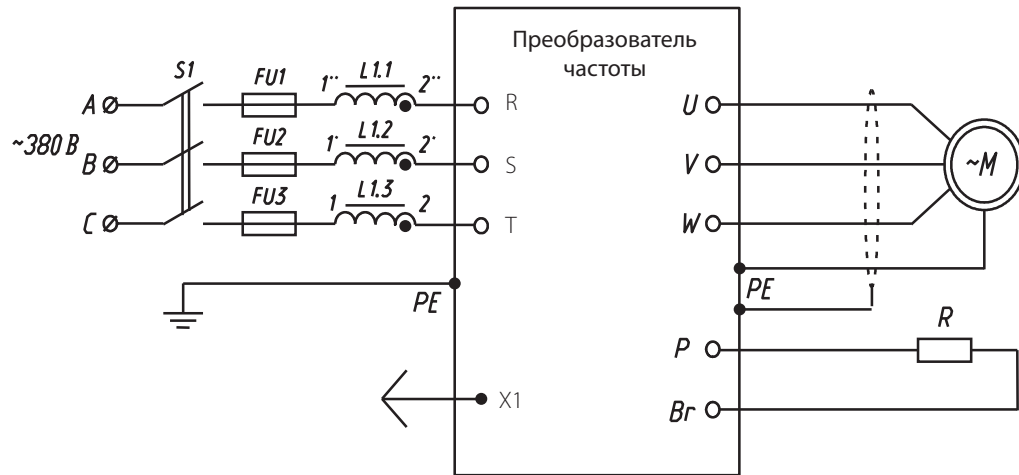 Преобразователь
частоты
S1
FU1
1¨
L1.1
2¨
A
R
U
~380 В
FU2
1˙
L1.2
2˙
B
S
V
~M
FU3
1
L1.3
2
C
T
W
PE
PE
P
R
X1
Br